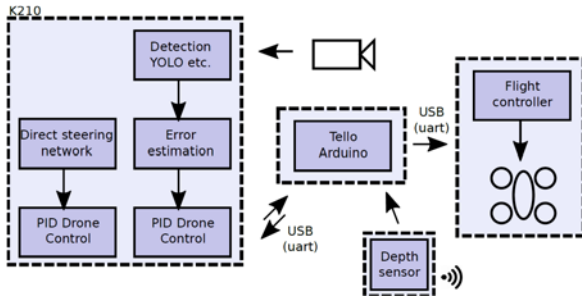 K210
Detection
YOLO etc.
Direct steering
network
Error
estimation
PID Drone
Control
PID Drone
Control
Tello
Arduino
USB
(uart)
USB
(uart)
Flight
controller
Depth
sensor